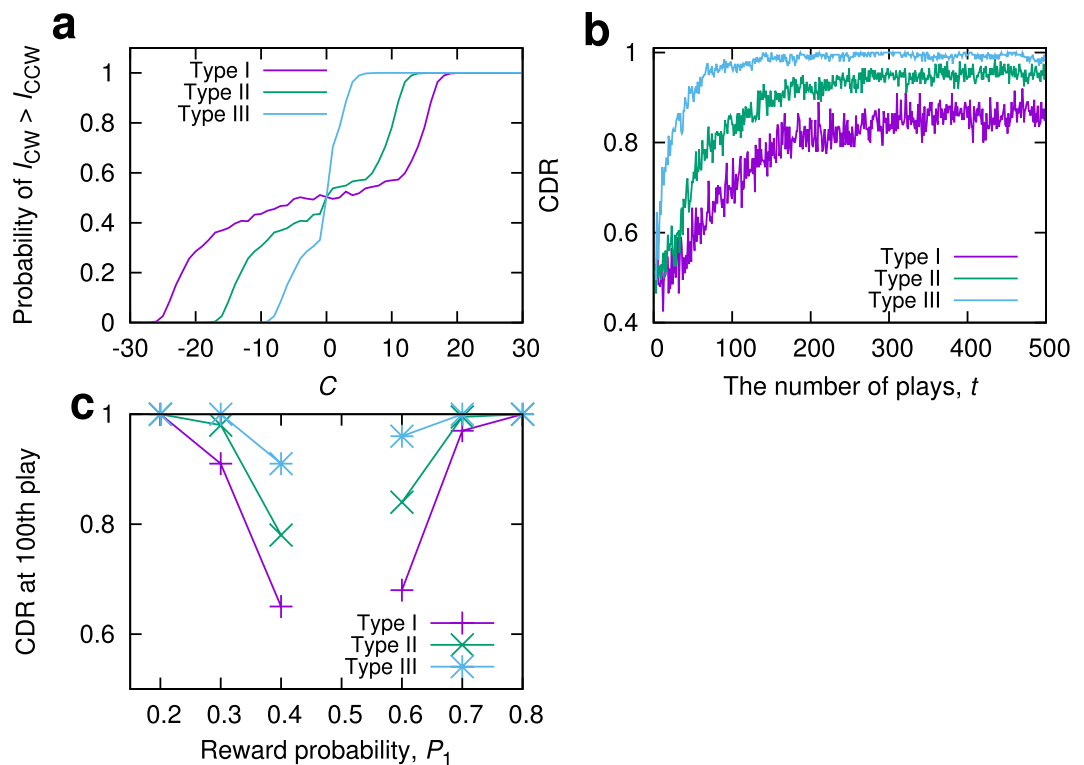 a
Probability of I_CW > I_CCW
1
0.8
0.6
0.4
0.2
0
Type I
Type II
Type III
-30 -20 -10 0 10 20 30
C
b
CDR
1
0.8
0.6
0.4
Type I
Type II
Type III
0 100 200 300 400 500
The number of plays, t
c
CDR at 100th play
1
0.8
0.6
Type I
Type II
Type III
0.2 0.3 0.4 0.5 0.6 0.7 0.8
Reward probability, P_1